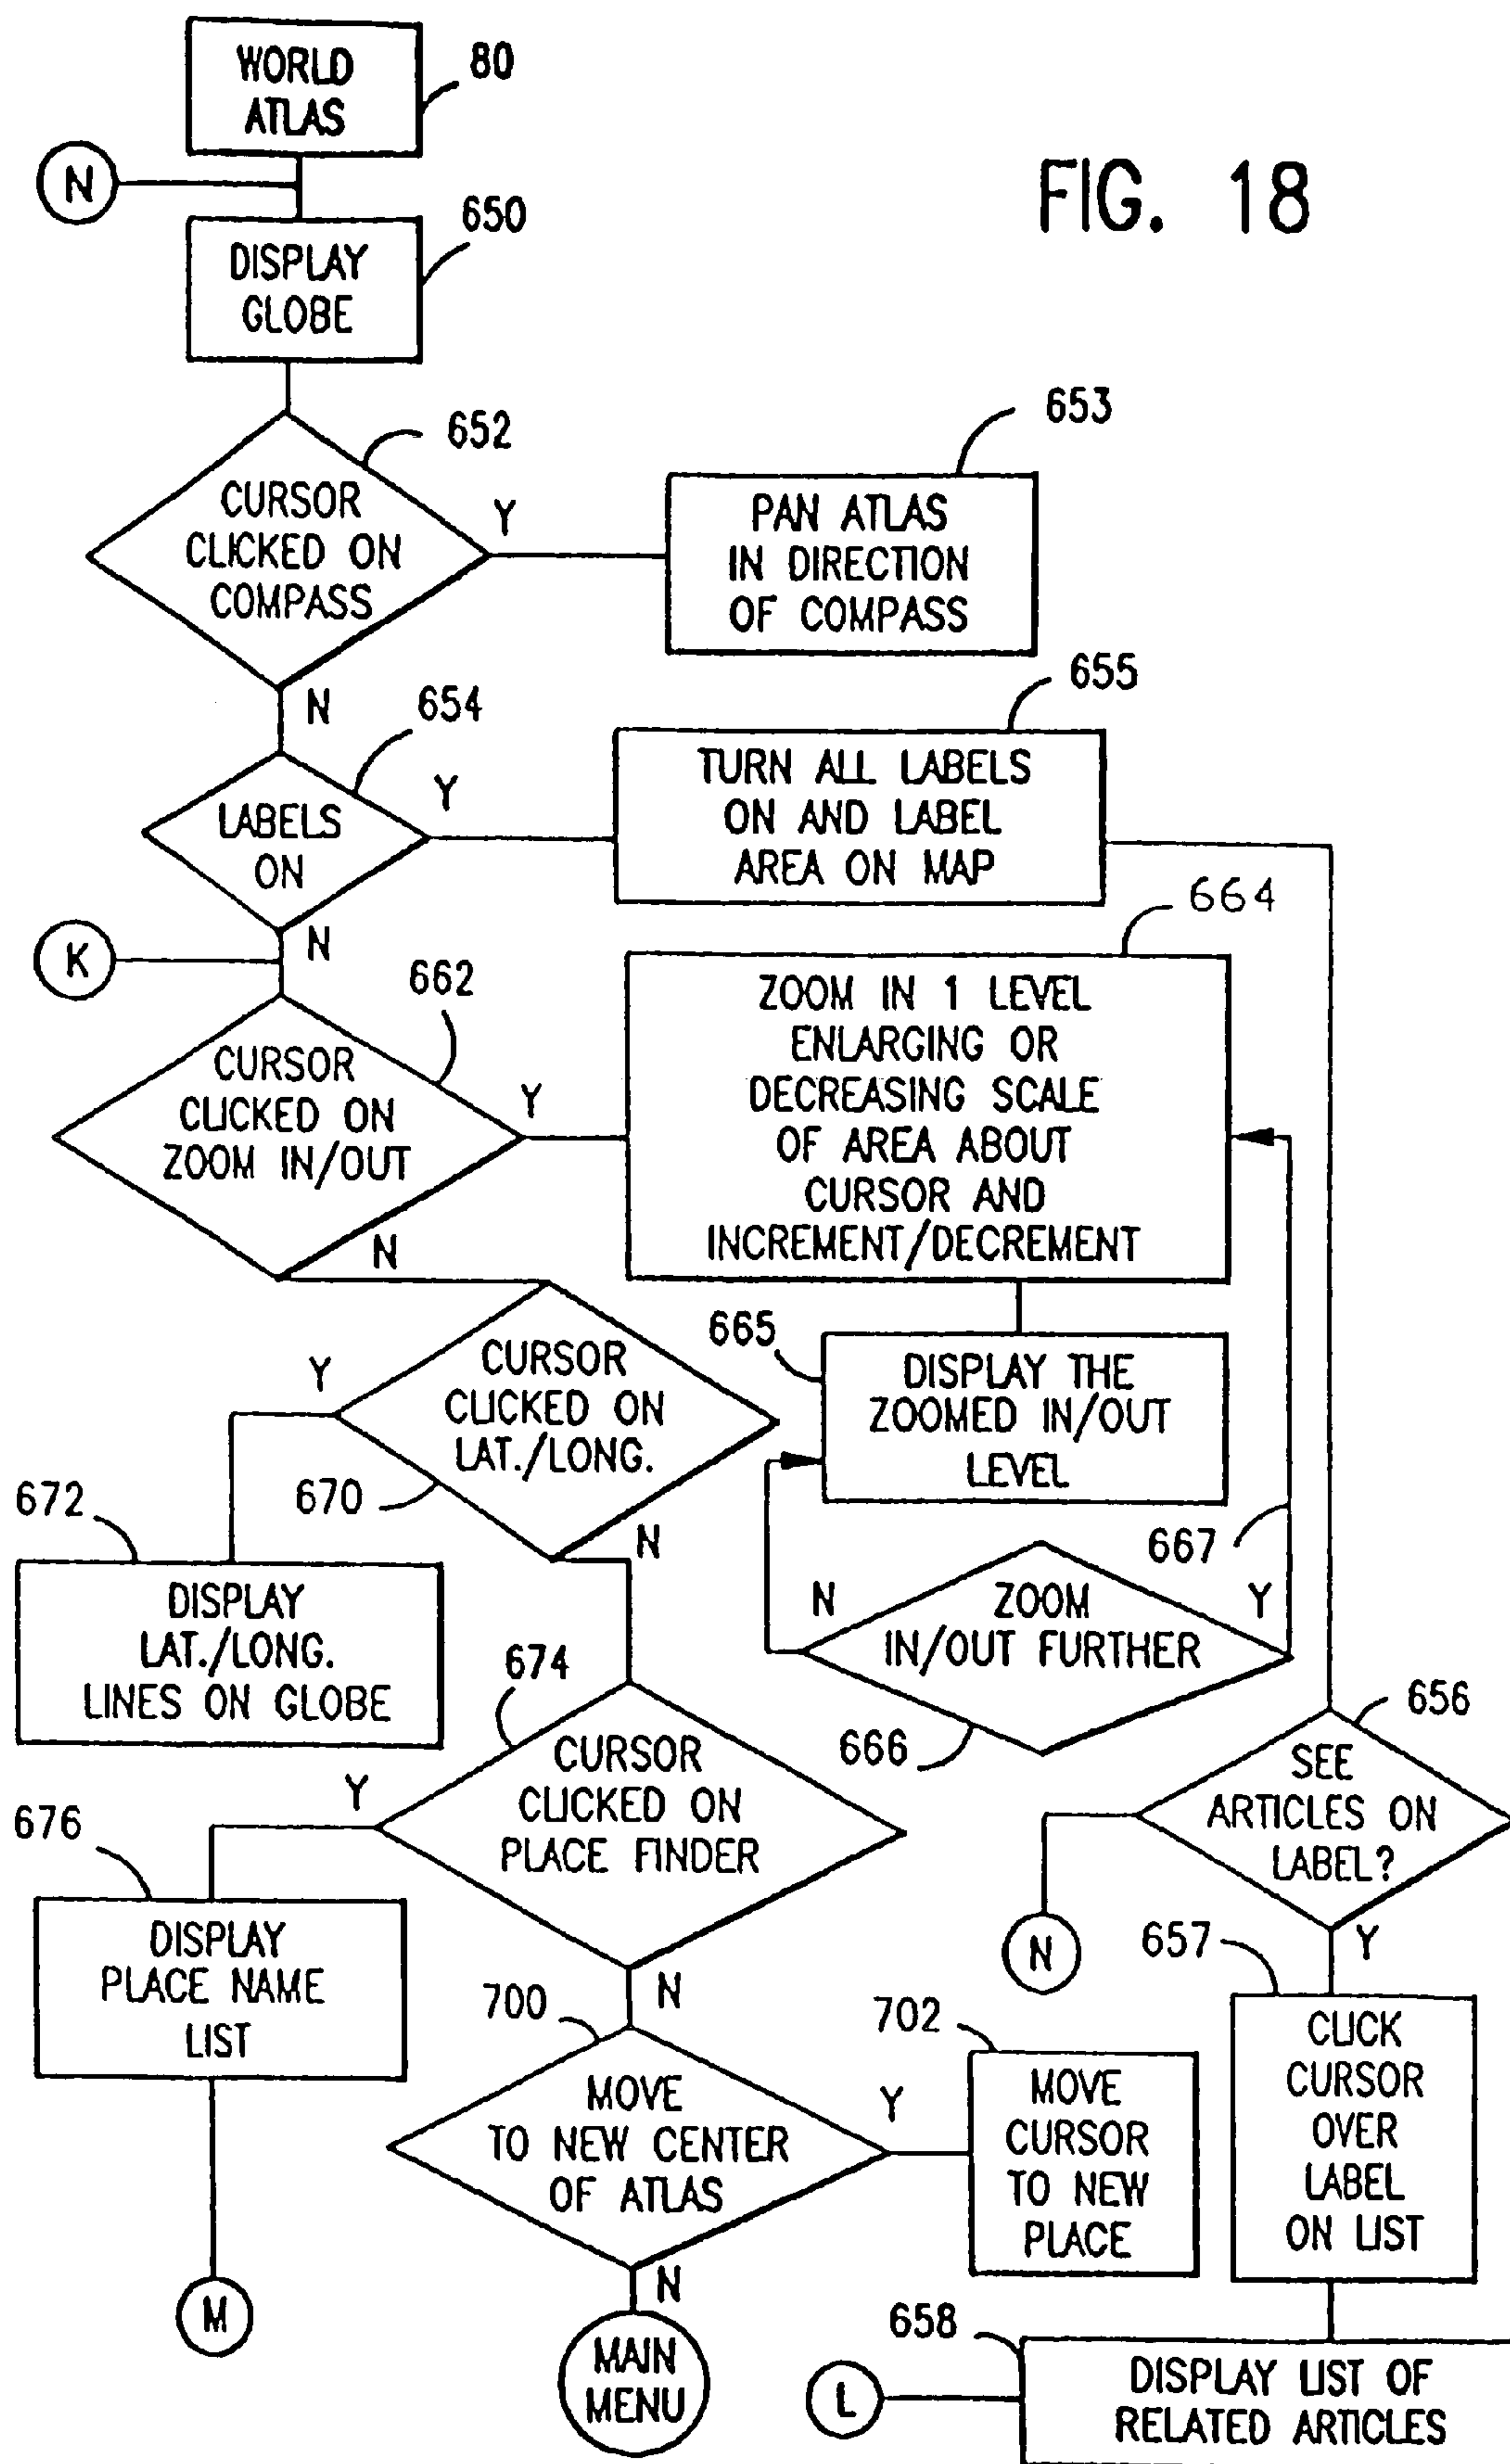 FIG. 18
WORLD
ATLAS
80
N
DISPLAY
GLOBE
650
CURSOR
CLICKED ON
COMPASS
652
Y
N
PAN ATLAS
IN DIRECTION
OF COMPASS
653
LABELS
ON
654
Y
N
TURN ALL LABELS
ON AND LABEL
AREA ON MAP
655
K
CURSOR
CLICKED ON
ZOOM IN/OUT
662
Y
N
ZOOM IN 1 LEVEL
ENLARGING OR
DECREASING SCALE
OF AREA ABOUT
CURSOR AND
INCREMENT/DECREMENT
664
CURSOR
CLICKED ON
LAT./LONG.
670
Y
N
DISPLAY THE
ZOOMED IN/OUT
LEVEL
665
667
DISPLAY
LAT./LONG.
LINES ON GLOBE
672
ZOOM
IN/OUT FURTHER
666
N
Y
CURSOR
CLICKED ON
PLACE FINDER
674
Y
N
SEE
ARTICLES ON
LABEL?
656
N
Y
DISPLAY
PLACE NAME
LIST
676
M
MOVE
TO NEW CENTER
OF ATLAS
700
Y
N
MOVE
CURSOR
TO NEW
PLACE
702
CLICK
CURSOR
OVER
LABEL
ON LIST
657
MAIN
MENU
L
DISPLAY LIST OF
RELATED ARTICLES
658